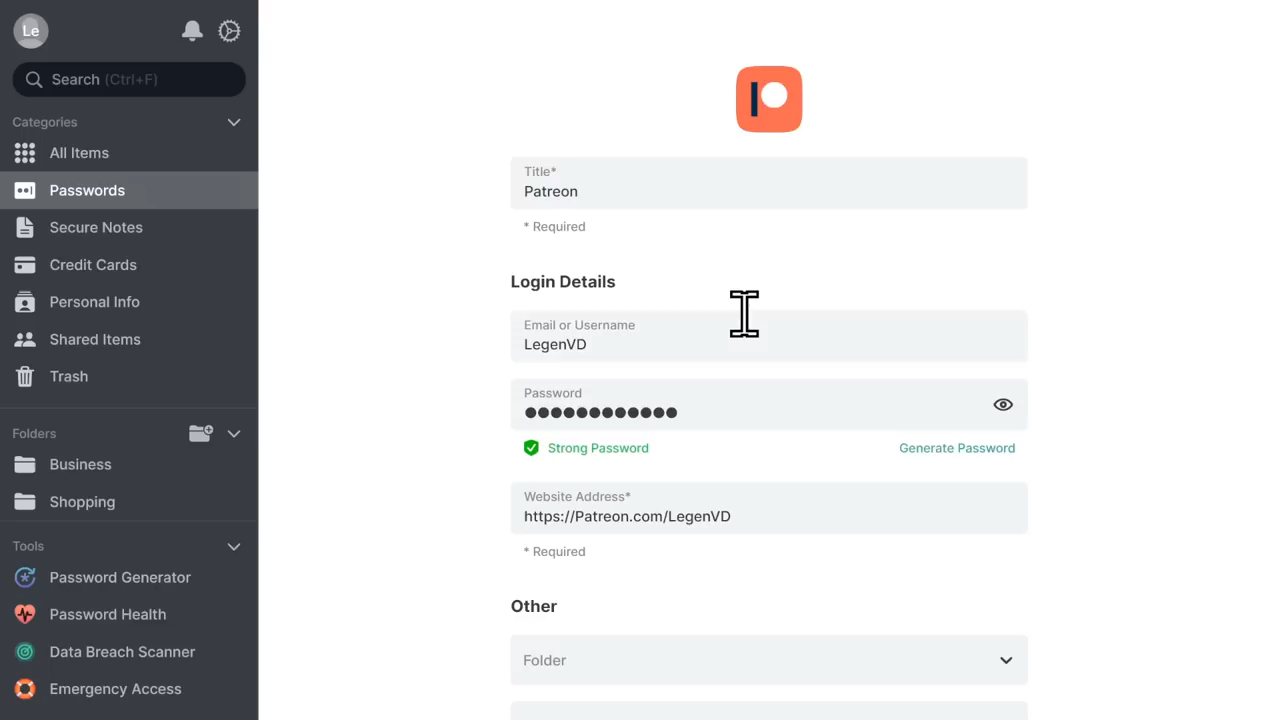 Le
Search (Ctrl+F)
Categories
All Items
Passwords
Secure Notes
Credit Cards
Personal Info
Shared Items
Trash
Folders
Business
Shopping
Tools
Password Generator
Password Health
Data Breach Scanner
Emergency Access
Title*
Patreon
* Required
Login Details
Email or Username
LegenVD
Password
●●●●●●●●●●●●
Strong Password
Generate Password
Website Address*
https://Patreon.com/LegenVD
* Required
Other
Folder